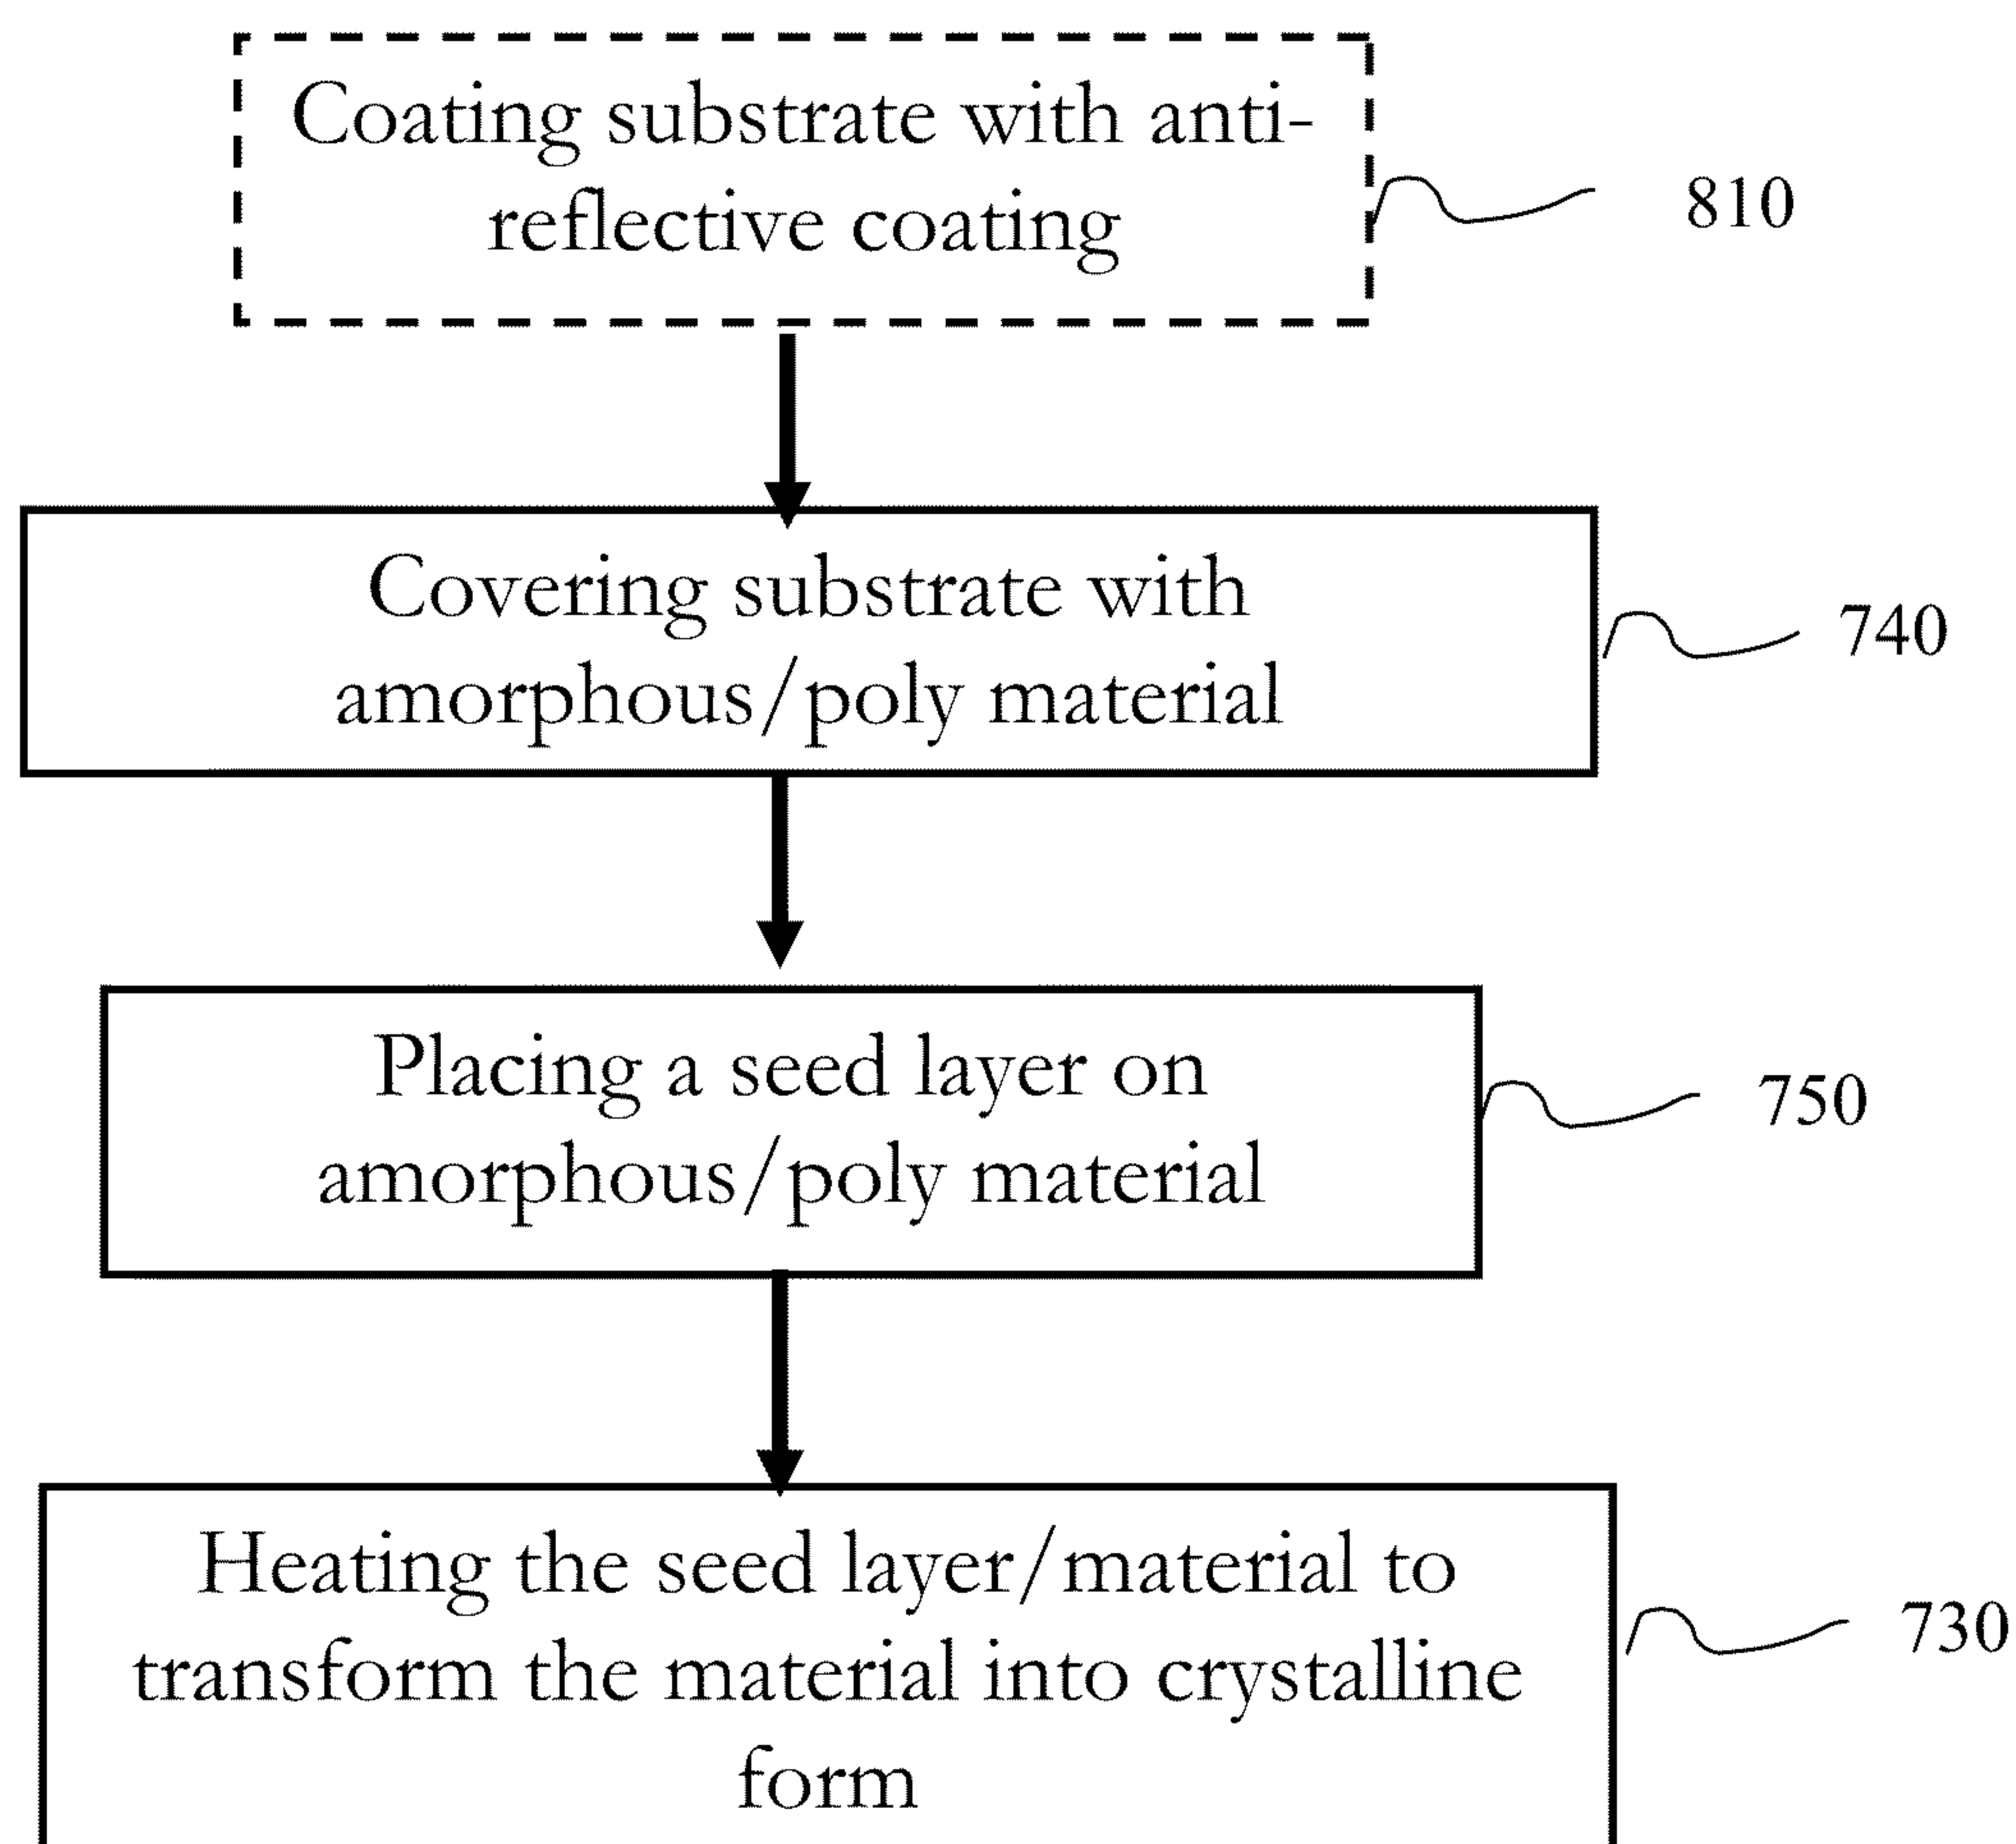 Coating substrate with anti-
reflective coating
810
Covering substrate with
amorphous/poly material
740
Placing a seed layer on
amorphous/poly material
750
Heating the seed layer/material to
transform the material into crystalline
form
730